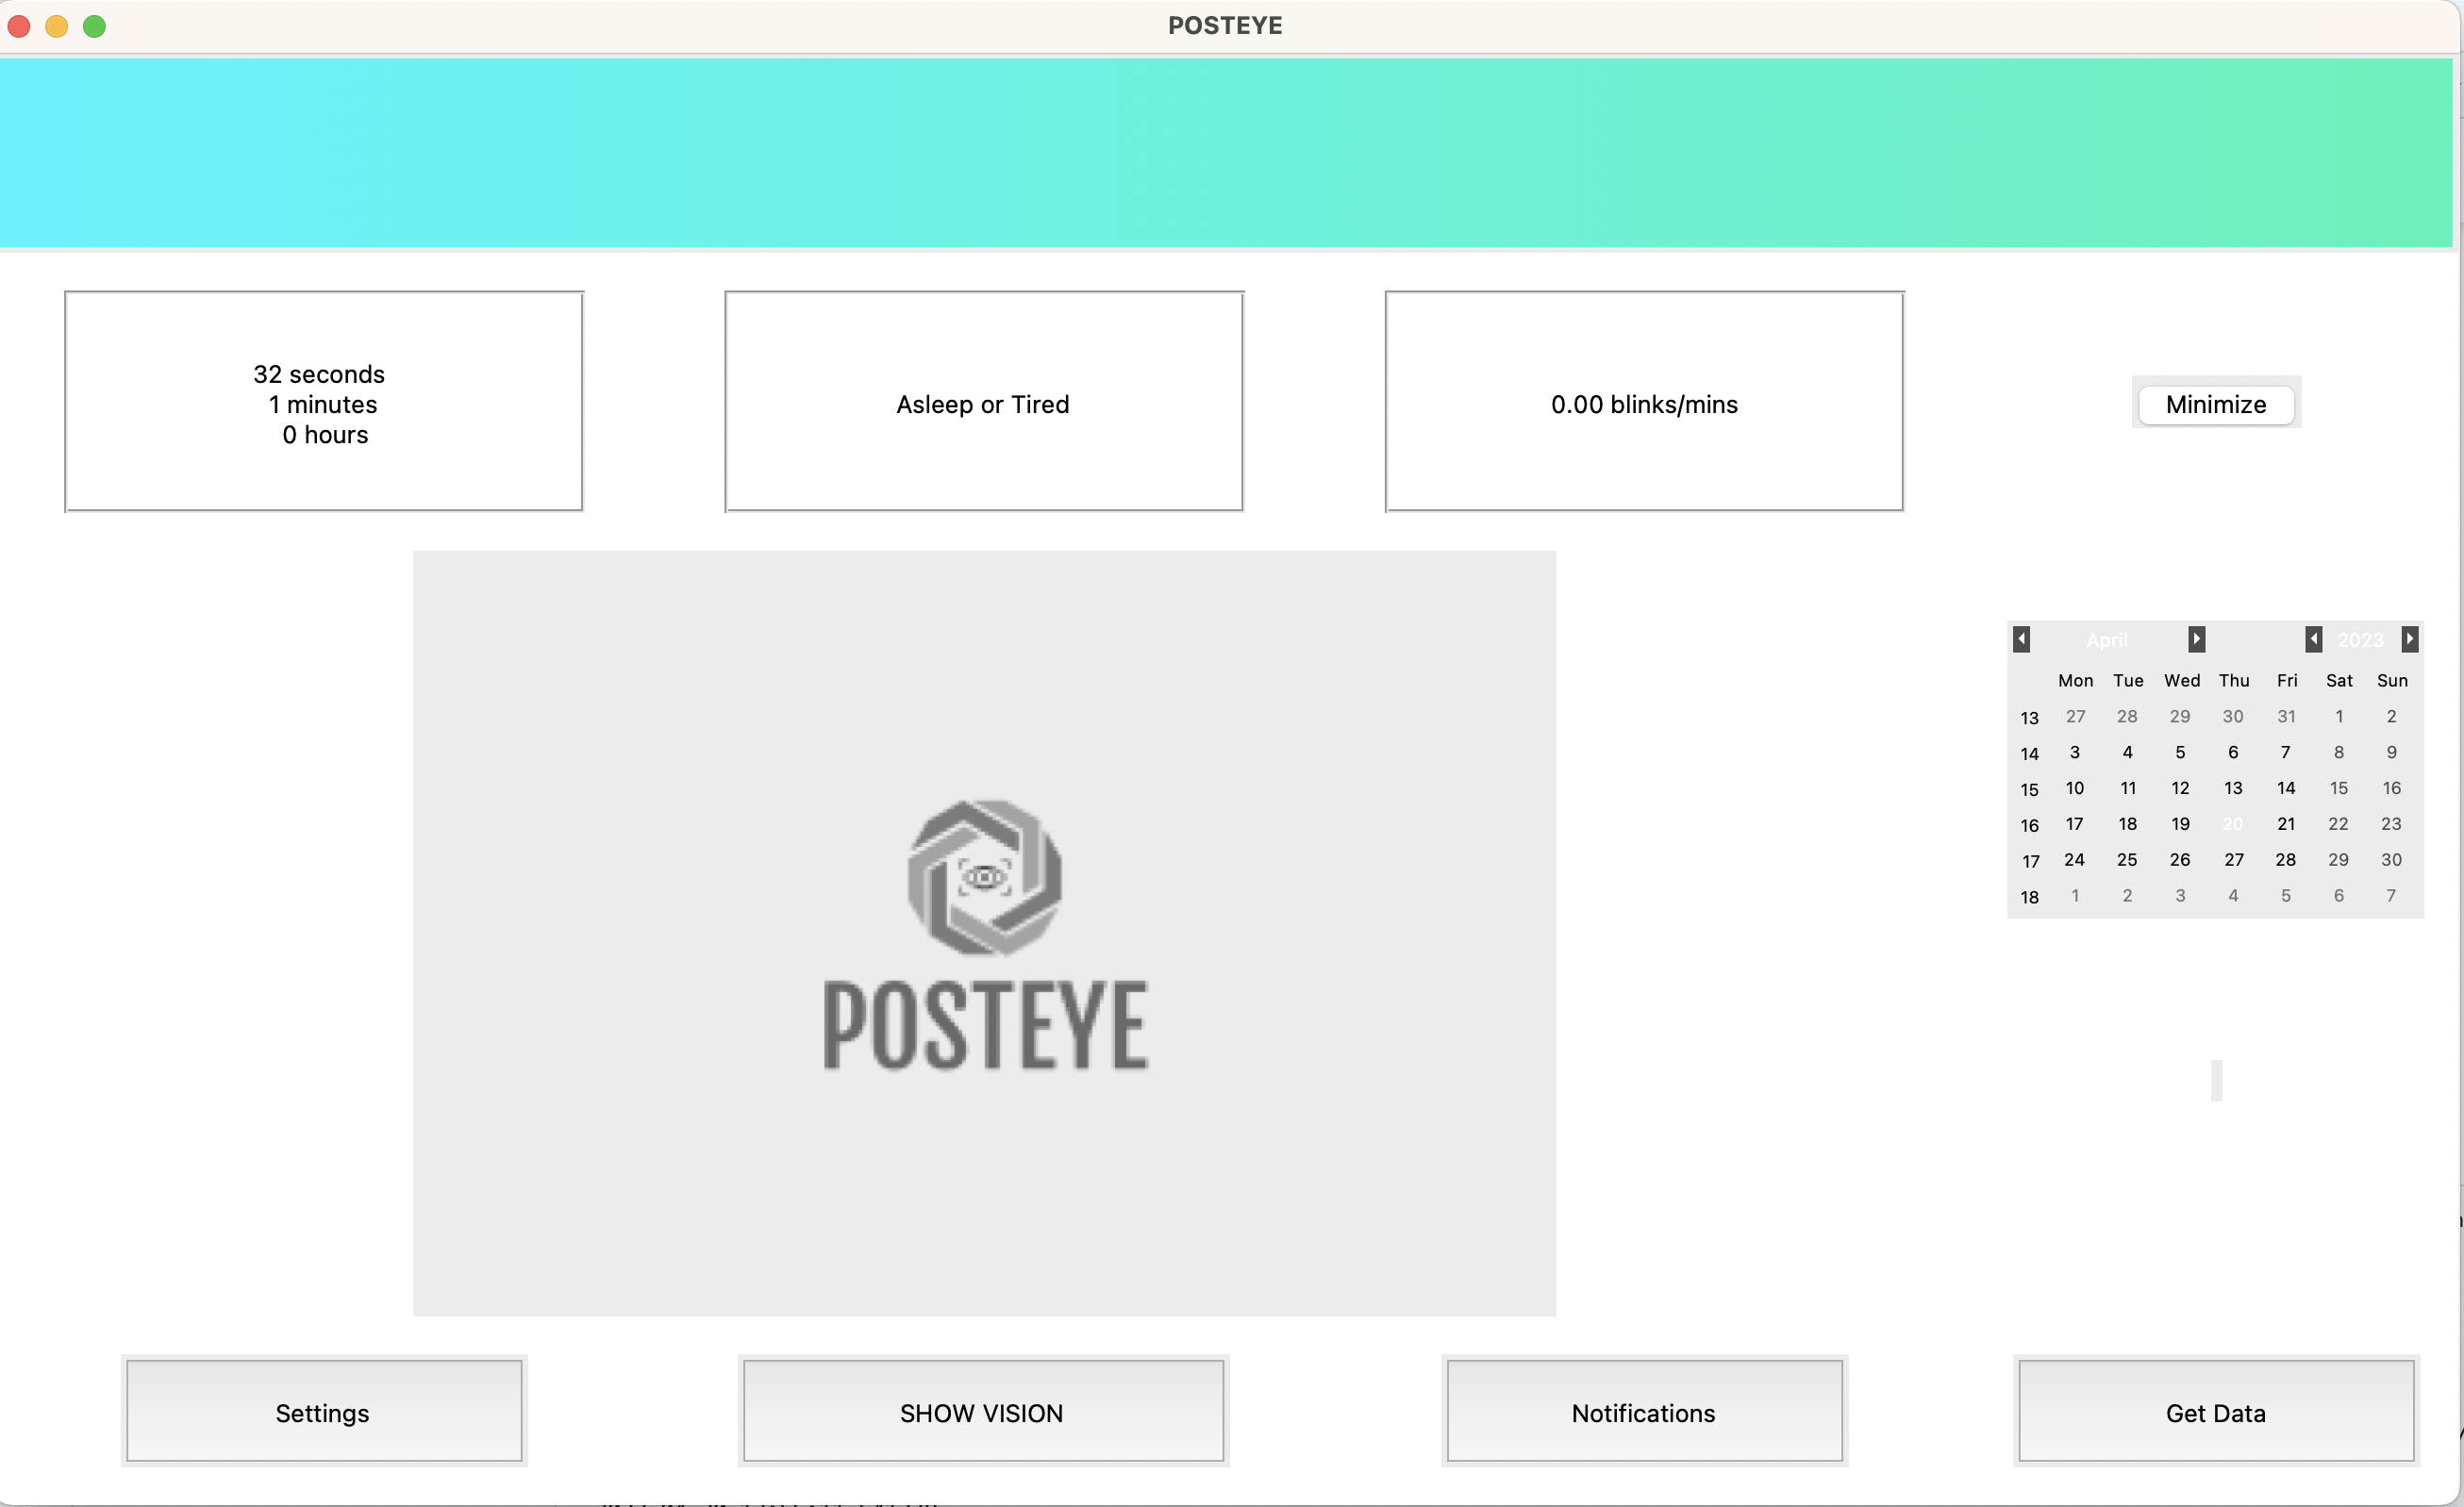 POSTEYE
32 seconds
1 minutes
0 hours
Asleep or Tired
0.00 blinks/mins
Minimize
April 2023
Mon Tue Wed Thu Fri Sat Sun
13 27 28 29 30 31 1 2
14 3 4 5 6 7 8 9
15 10 11 12 13 14 15 16
16 17 18 19 20 21 22 23
17 24 25 26 27 28 29 30
18 1 2 3 4 5 6 7
POSTEYE
Settings
SHOW VISION
Notifications
Get Data